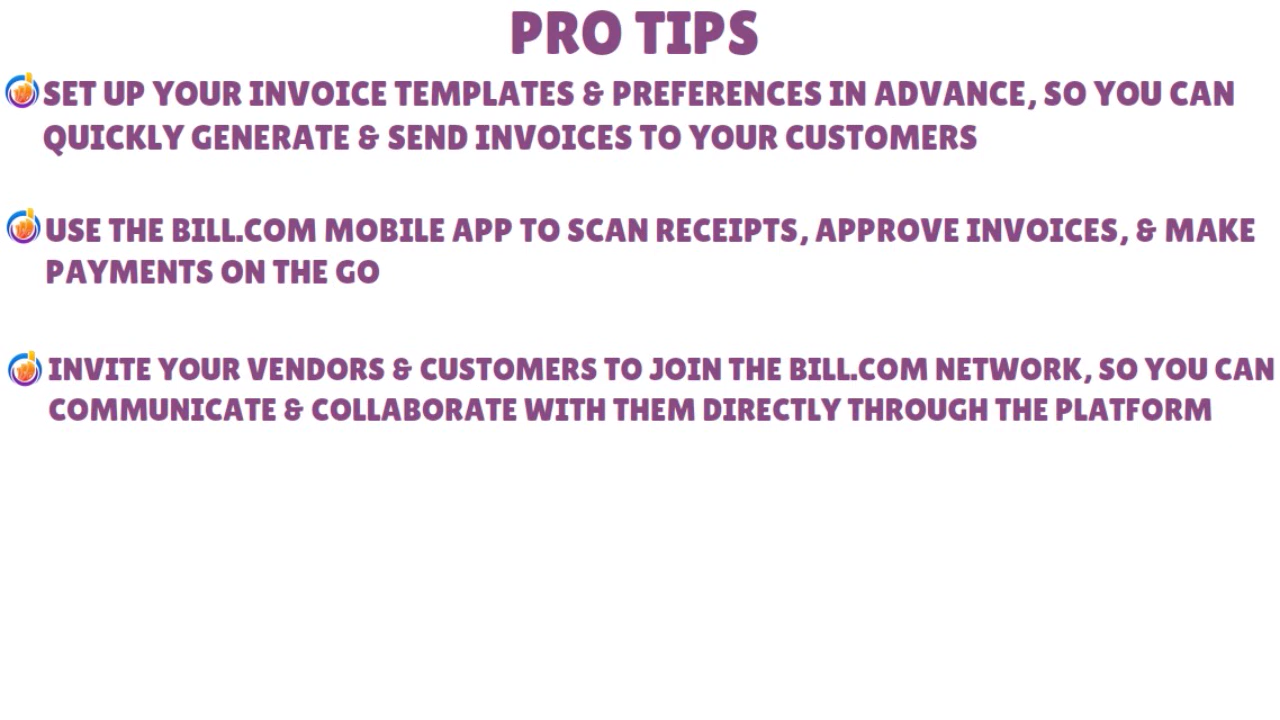 PRO TIPS
SET UP YOUR INVOICE TEMPLATES & PREFERENCES IN ADVANCE, SO YOU CAN
QUICKLY GENERATE & SEND INVOICES TO YOUR CUSTOMERS
USE THE BILL.COM MOBILE APP TO SCAN RECEIPTS, APPROVE INVOICES, & MAKE
PAYMENTS ON THE GO
INVITE YOUR VENDORS & CUSTOMERS TO JOIN THE BILL.COM NETWORK, SO YOU CAN
COMMUNICATE & COLLABORATE WITH THEM DIRECTLY THROUGH THE PLATFORM